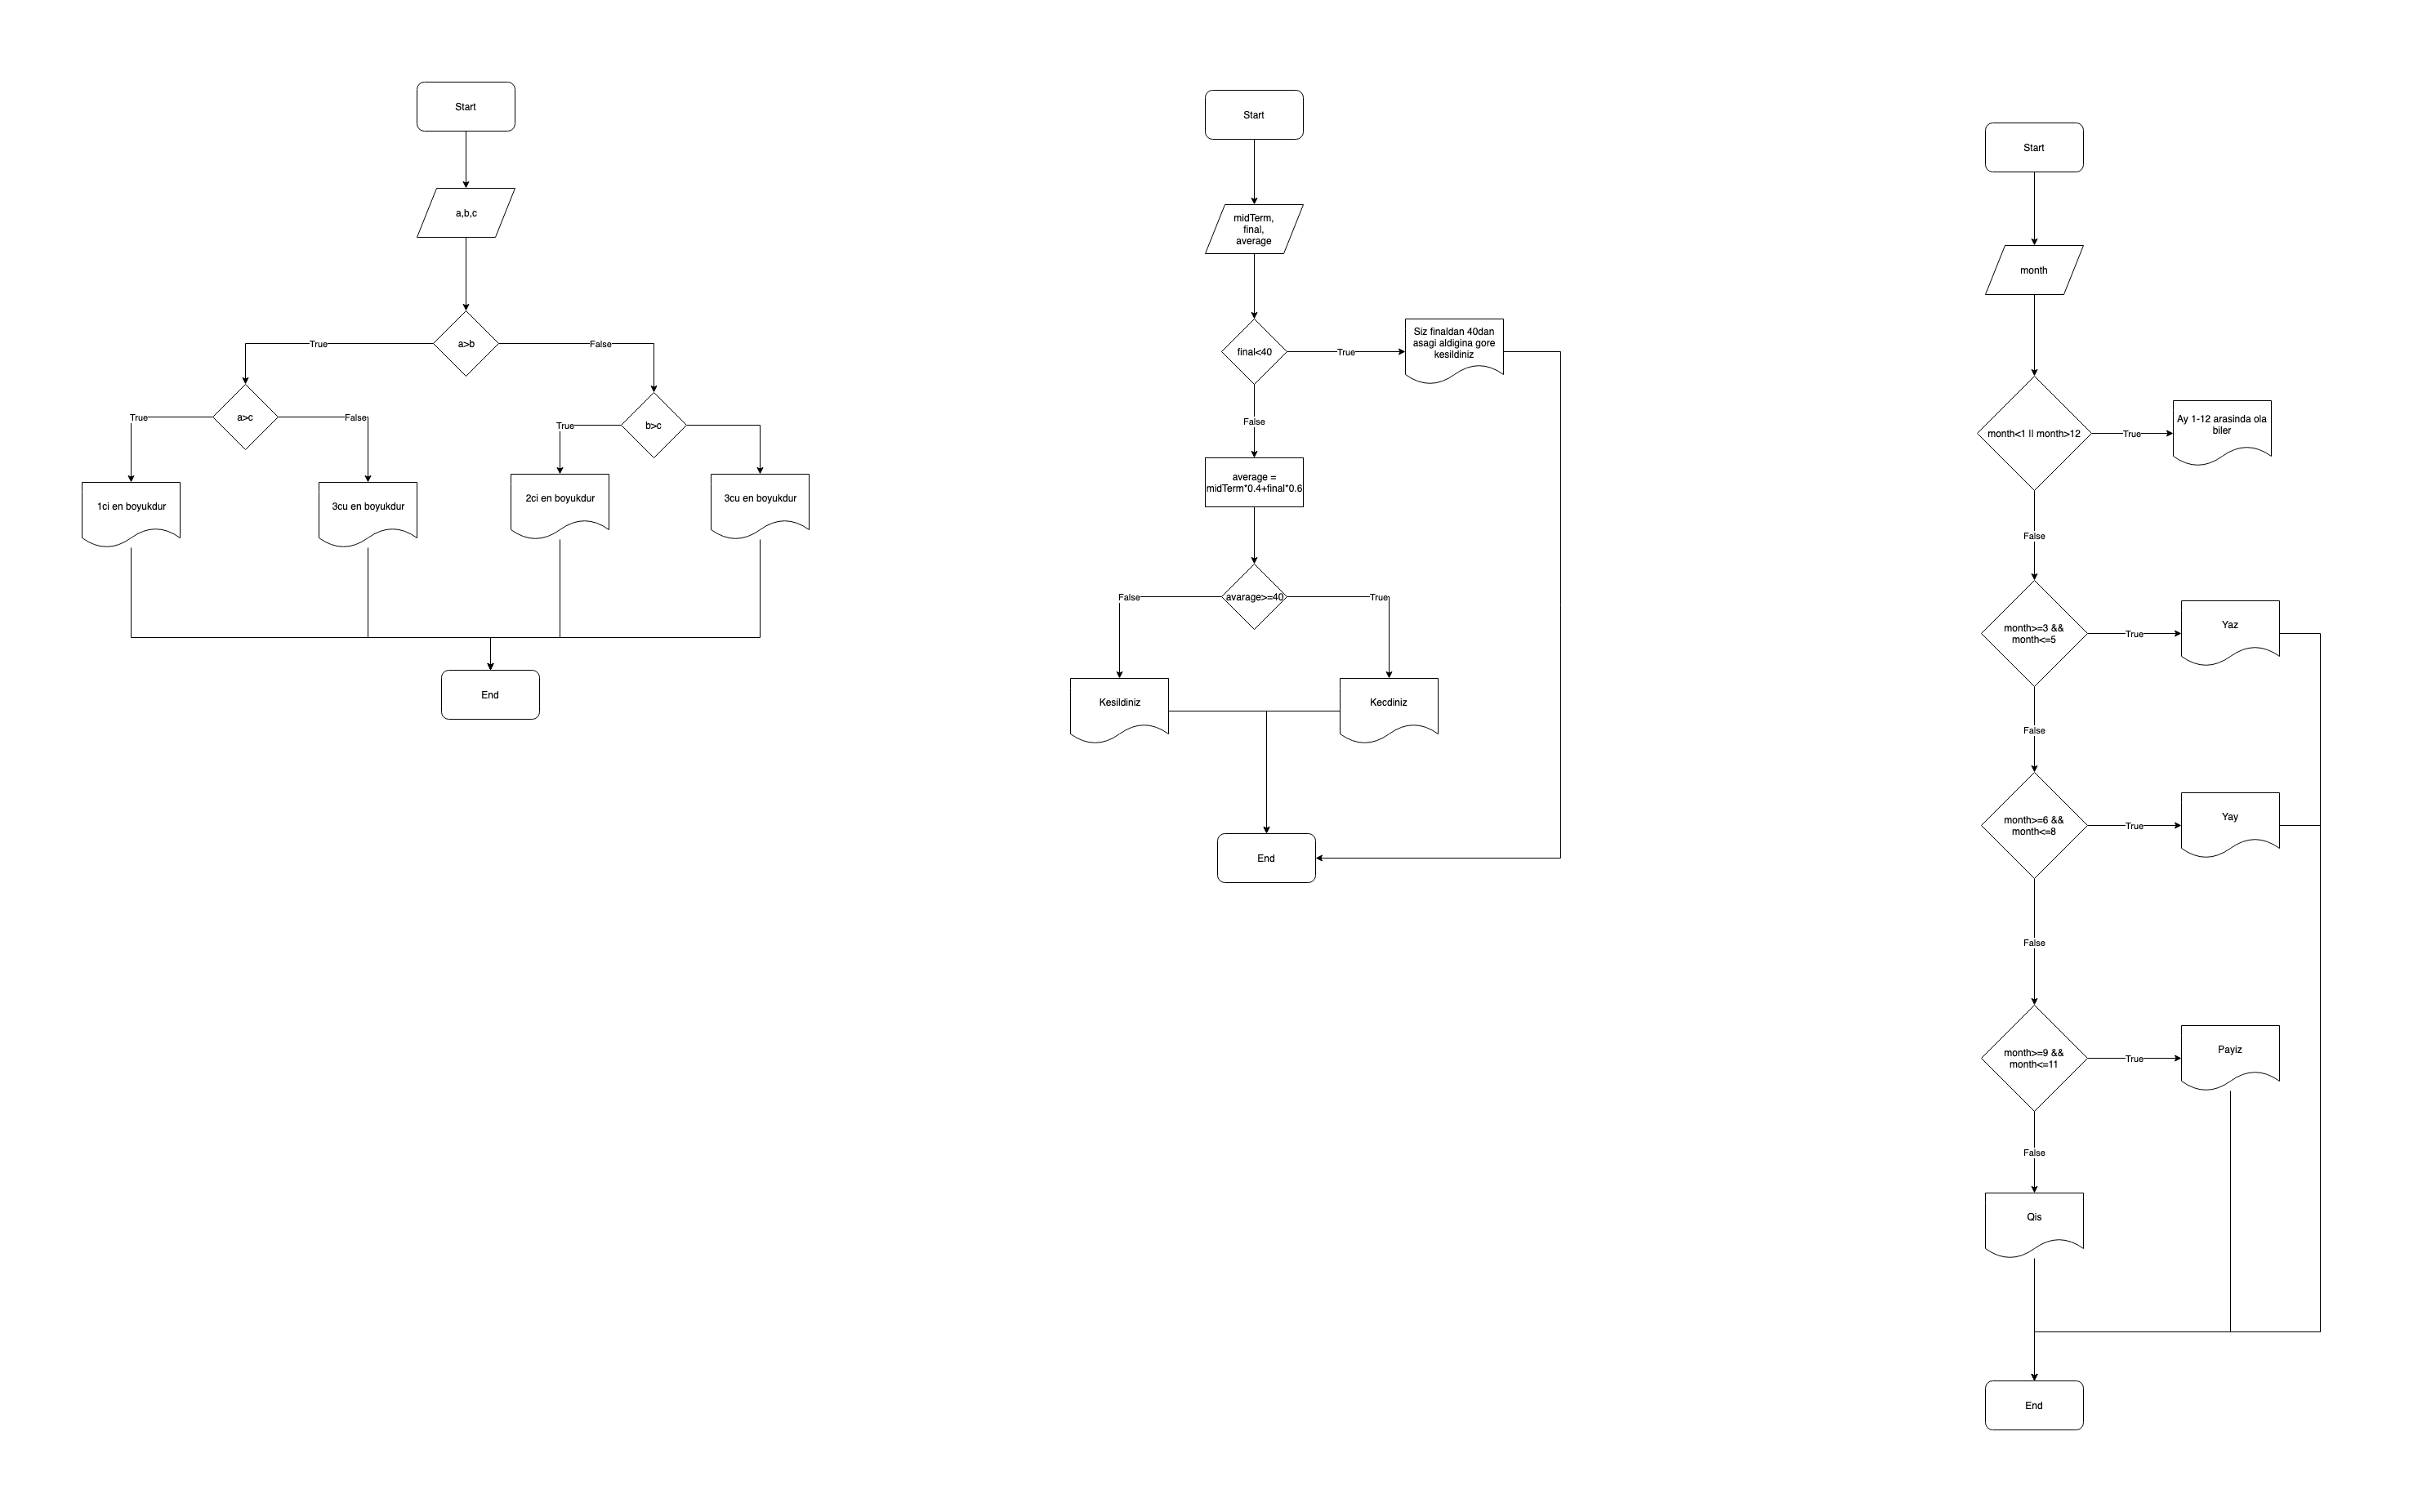 Start
a,b,c
a>b
True
False
a>c
True
False
b>c
True
1ci en boyukdur
3cu en boyukdur
2ci en boyukdur
3cu en boyukdur
End
Start
midTerm,
final,
average
final<40
True
Siz finaldan 40dan
asagi aldigina gore
kesildiniz
False
average =
midTerm*0.4+final*0.6
avarage>=40
False
True
Kesildiniz
Kecdiniz
End
Start
month
month<1 || month>12
True
Ay 1-12 arasinda ola
biler
False
month>=3 &&
month<=5
True
Yaz
False
month>=6 &&
month<=8
True
Yay
False
month>=9 &&
month<=11
True
Payiz
False
Qis
End